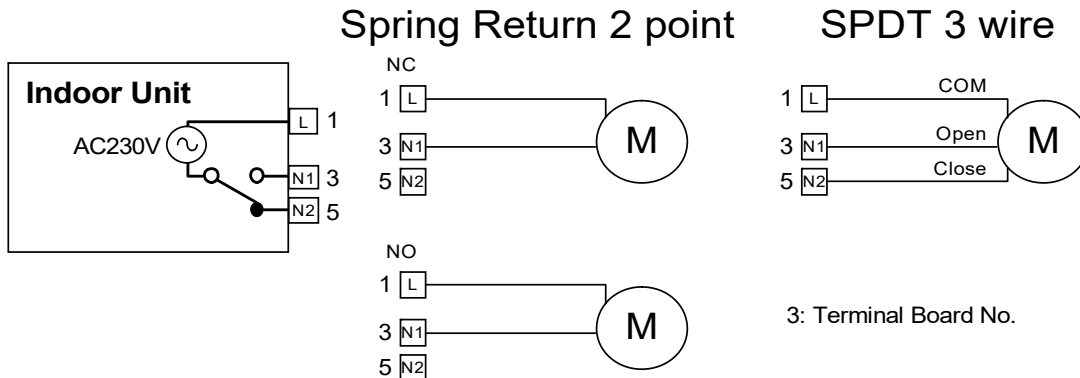 Spring Return 2 point
SPDT 3 wire
Indoor Unit
AC230V
L 1
N1 3
N2 5
NC
1 L
3 N1
5 N2
M
NO
1 L
3 N1
5 N2
M
1 L
3 N1
5 N2
COM
Open
Close
M
3: Terminal Board No.